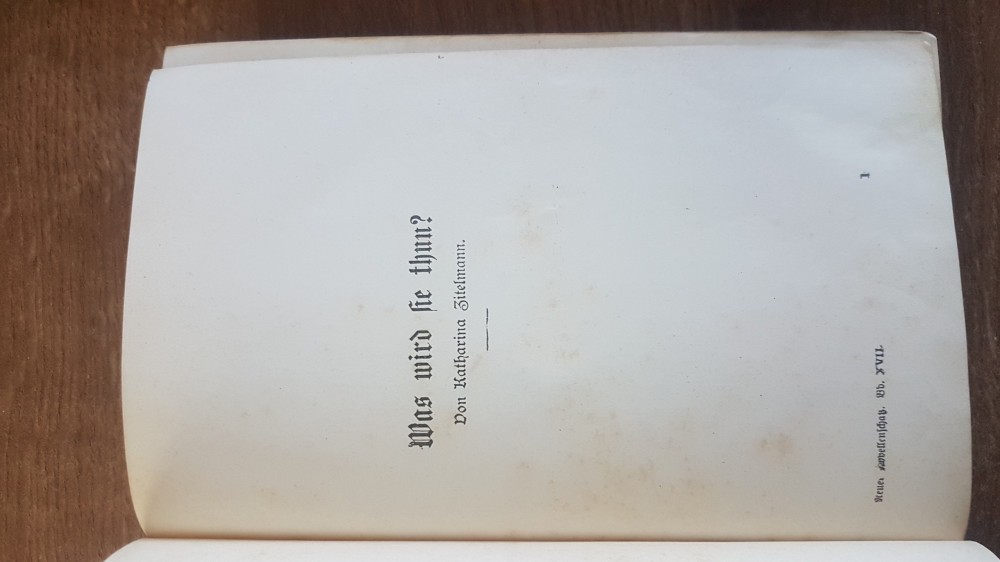 Was wird sie thun?
Von Katharina Zitelmann.
Neuer Novellenschatz. Bd. XVII.
1